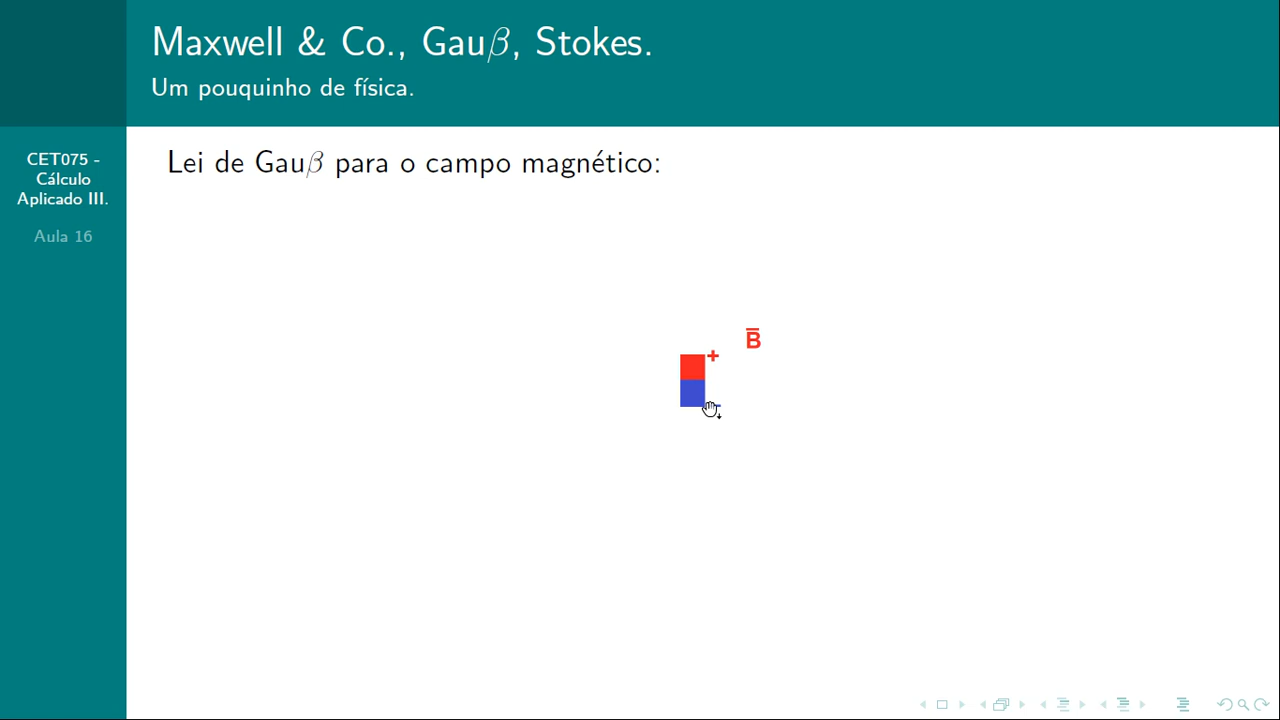 Maxwell & Co., Gauβ, Stokes.
Um pouquinho de física.
CET075 -
Cálculo
Aplicado III.
Aula 16
Lei de Gauβ para o campo magnético:
B̅
+